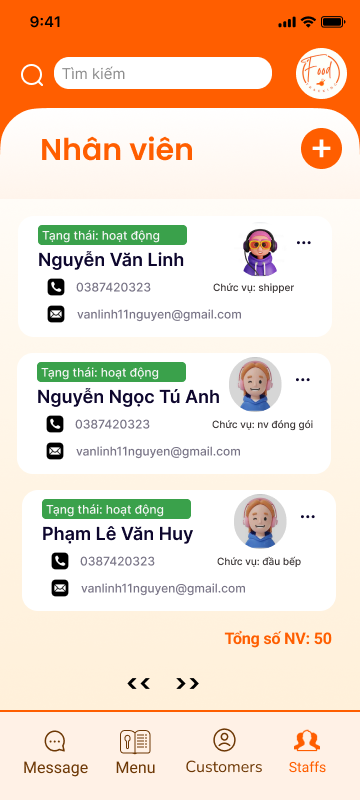 9:41
Tìm kiếm
Food
Nhân viên
Tạng thái: hoạt động
Nguyễn Văn Linh
0387420323
Chức vụ: shipper
vanlinh11nguyen@gmail.com
Tạng thái: hoạt động
Nguyễn Ngọc Tú Anh
0387420323
Chức vụ: nv đóng gói
vanlinh11nguyen@gmail.com
Tạng thái: hoạt động
Phạm Lê Văn Huy
0387420323
Chức vụ: đầu bếp
vanlinh11nguyen@gmail.com
Tổng số NV: 50
<< >>
Message Menu Customers Staffs